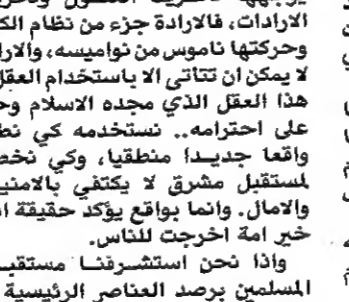 الارادات، فالارادة جزء من نظام
وحركتها ناموس من نواميسه، والارا
لا يمكن ان تتأتى الا باستخدام العقل
هذا العقل الذي مجده الاسلام وح
على احترامه.. نستخدمه كي نط
واقعا جديدا منطقيا، وكي نخط
لمستقبل مشرق لا يكتفي بالامني
والامال. وانما بواقع يؤكد حقيقة ا
خير امة اخرجت للناس.
واذا نحن استشرفنا مستقب
المسلمين برصد العناصر الرئيسية